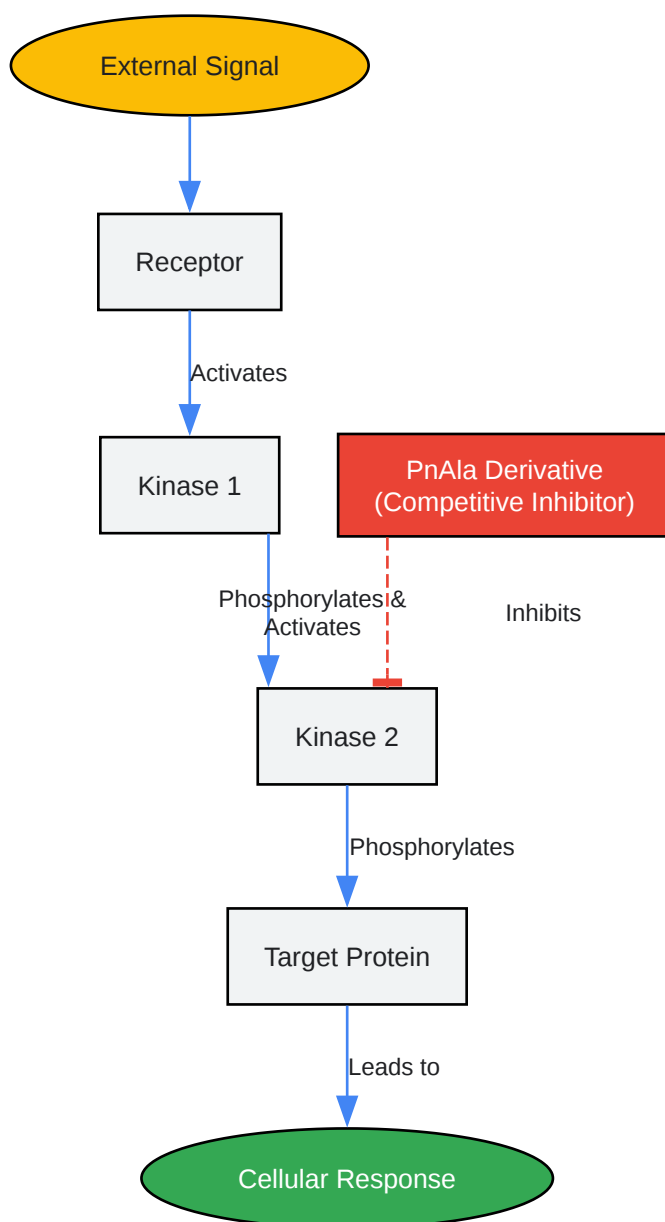 External Signal
Receptor
Activates
Kinase 1
PnAla Derivative
(Competitive Inhibitor)
Phosphorylates &
Activates
Inhibits
Kinase 2
Phosphorylates
Target Protein
Leads to
Cellular Response